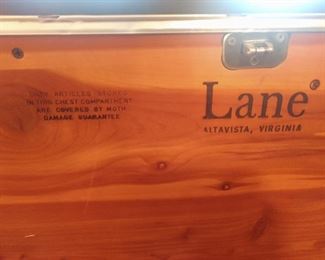 ONLY ARTICLES STORED
IN THIS CHEST COMPARTMENT
ARE COVERED BY MOTH
DAMAGE GUARANTEE
Lane®
ALTAVISTA, VIRGINIA